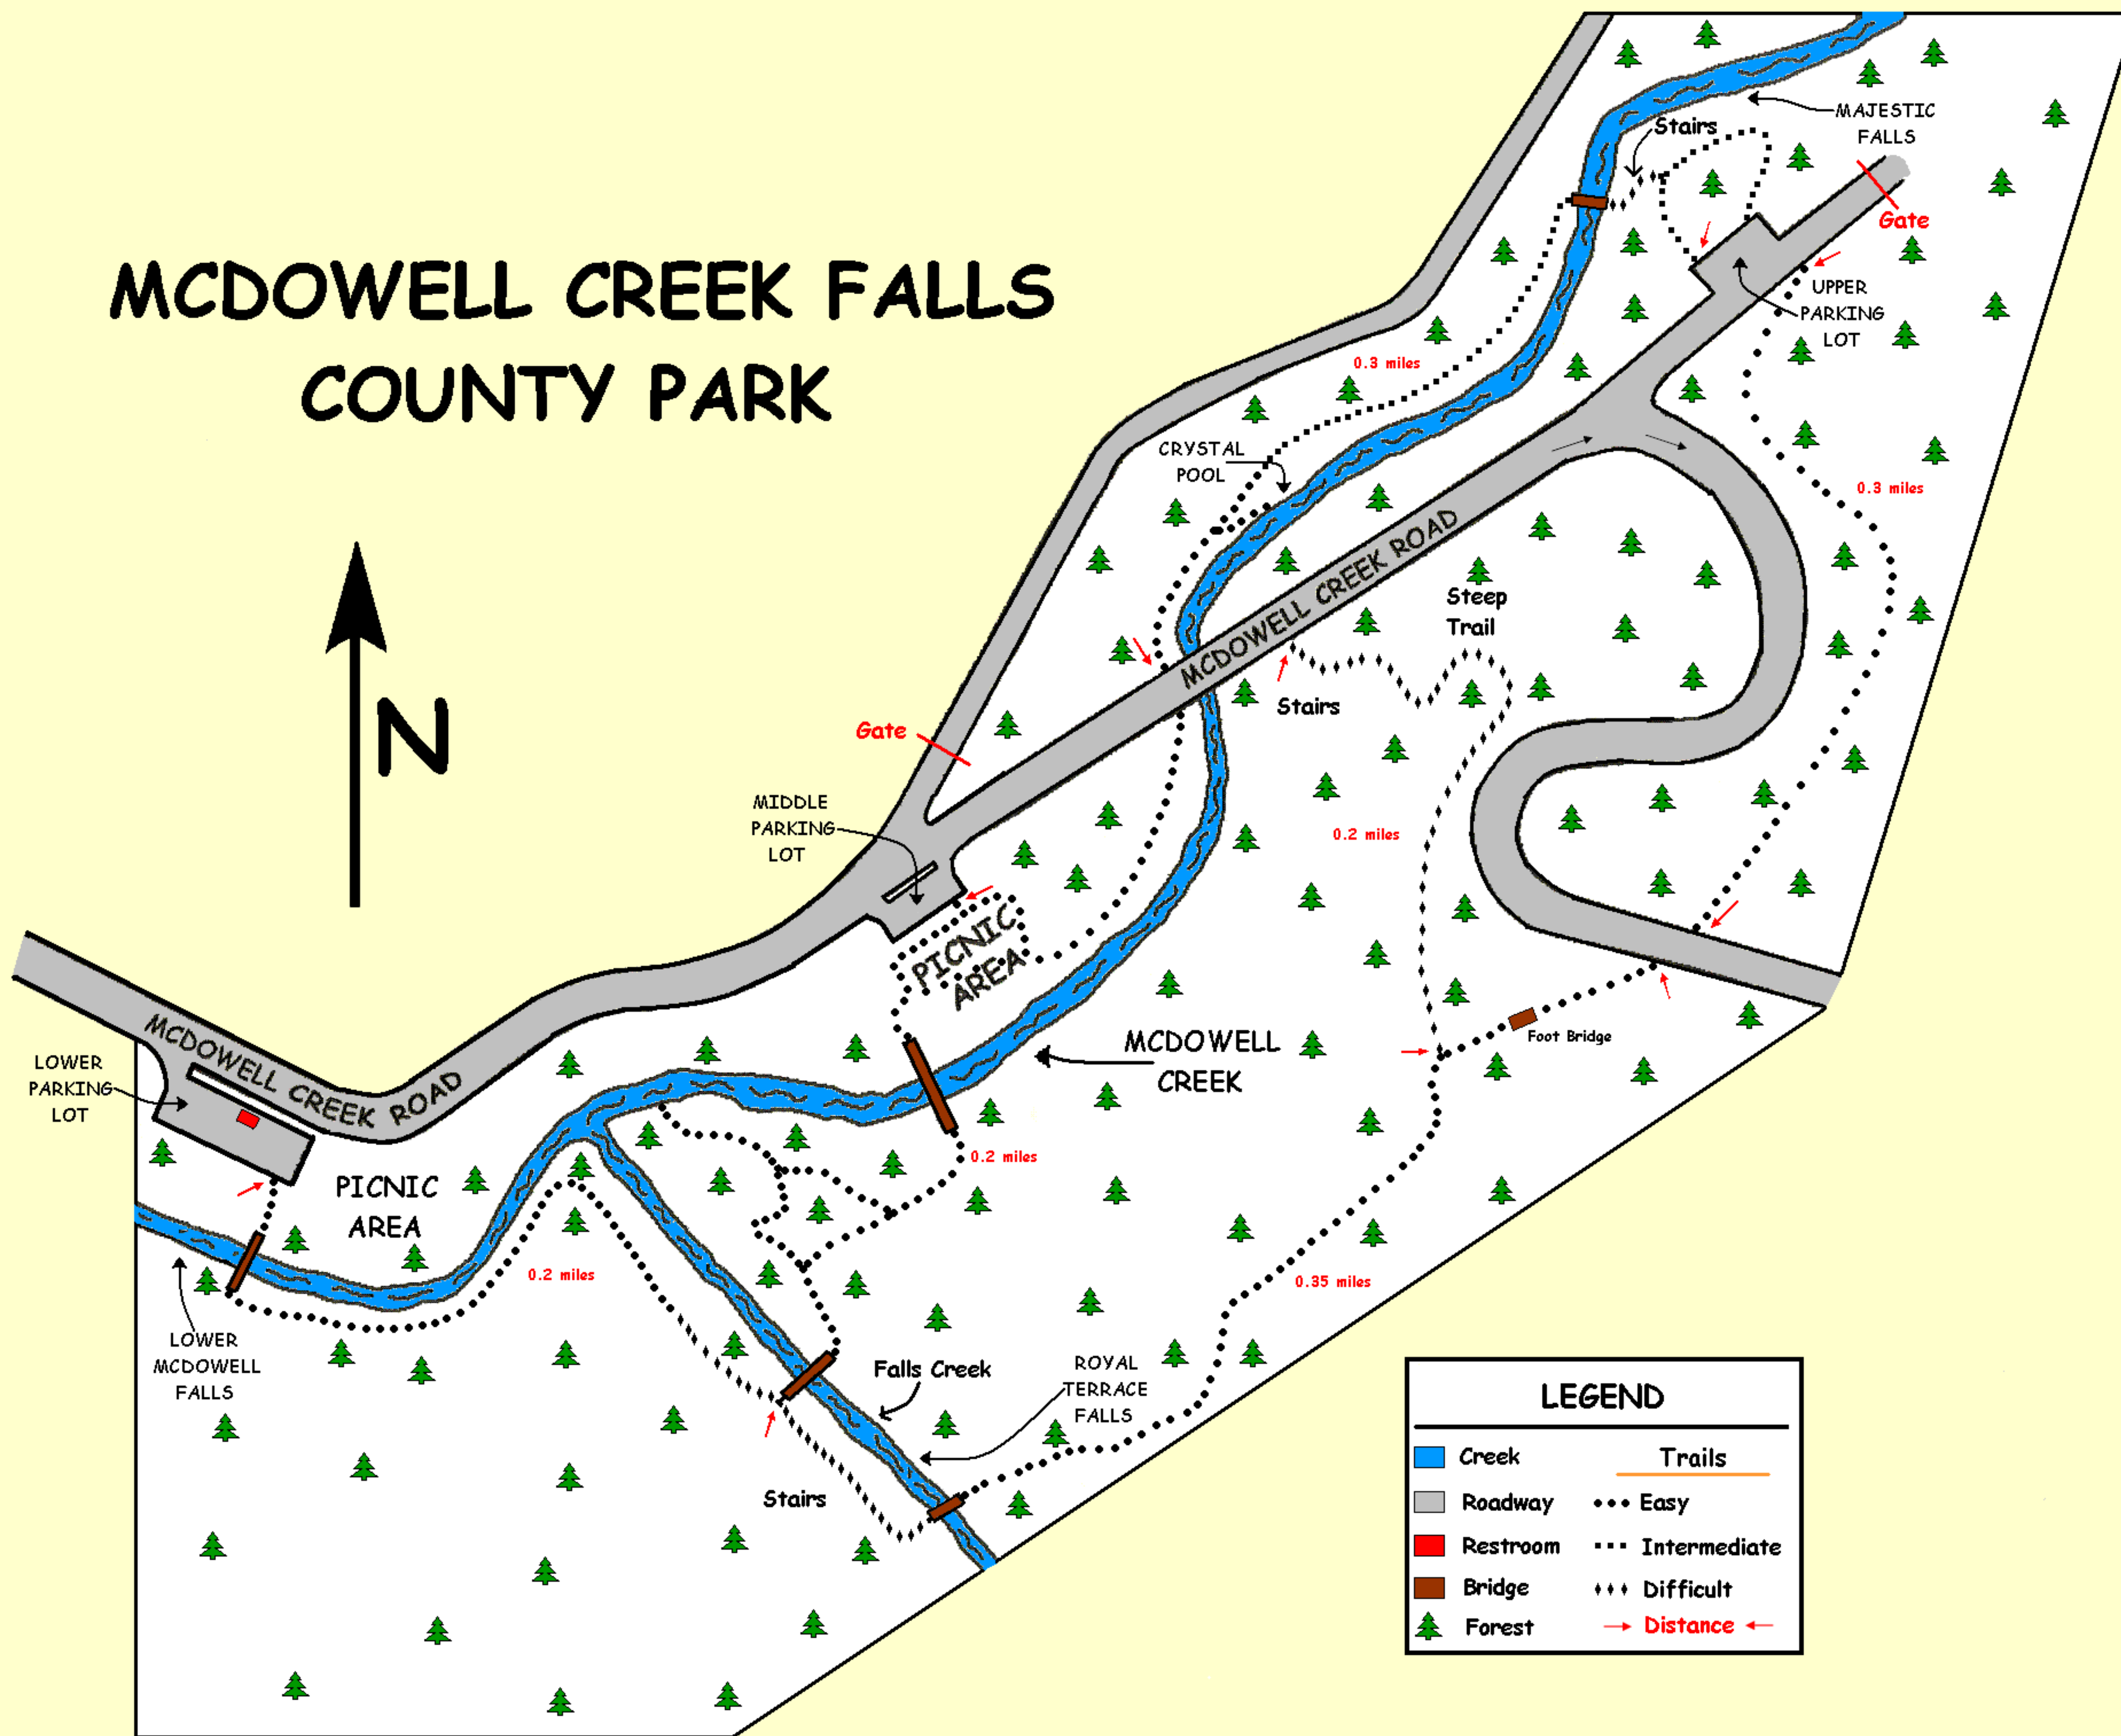 MCDOWELL CREEK FALLS
COUNTY PARK
N
MAJESTIC
FALLS
Stairs
Gate
UPPER
PARKING
LOT
0.3 miles
CRYSTAL
POOL
0.3 miles
MCDOWELL CREEK ROAD
Steep
Trail
Stairs
Gate
MIDDLE
PARKING
LOT
0.2 miles
PICNIC
AREA
MCDOWELL
CREEK
Foot Bridge
MCDOWELL CREEK ROAD
LOWER
PARKING
LOT
PICNIC
AREA
0.2 miles
0.2 miles
0.35 miles
LOWER
MCDOWELL
FALLS
Falls Creek
ROYAL
TERRACE
FALLS
Stairs
LEGEND
Creek
Trails
Roadway
Easy
Restroom
Intermediate
Bridge
Difficult
Forest
Distance